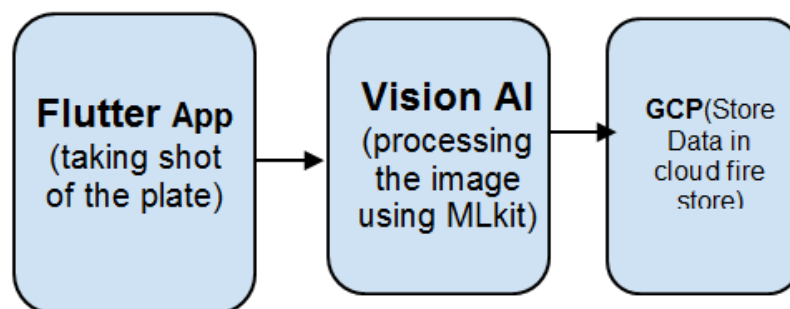 Flutter App
(taking shot
of the plate)
Vision AI
(processing
the image
using MLkit)
GCP(Store
Data in
cloud fire
store)